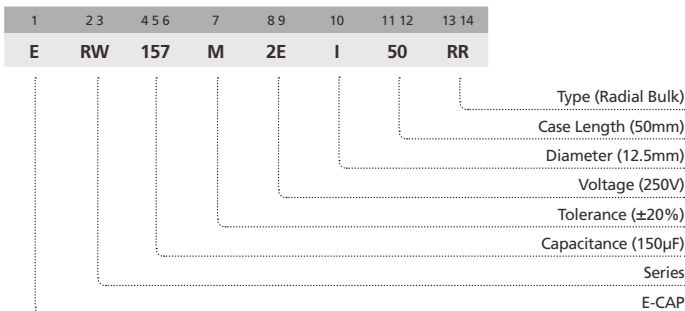 1 2 3 4 5 6 7 8 9 10 11 12 13 14
E RW 157 M 2E I 50 RR
Type (Radial Bulk)
Case Length (50mm)
Diameter (12.5mm)
Voltage (250V)
Tolerance (±20%)
Capacitance (150µF)
Series
E-CAP